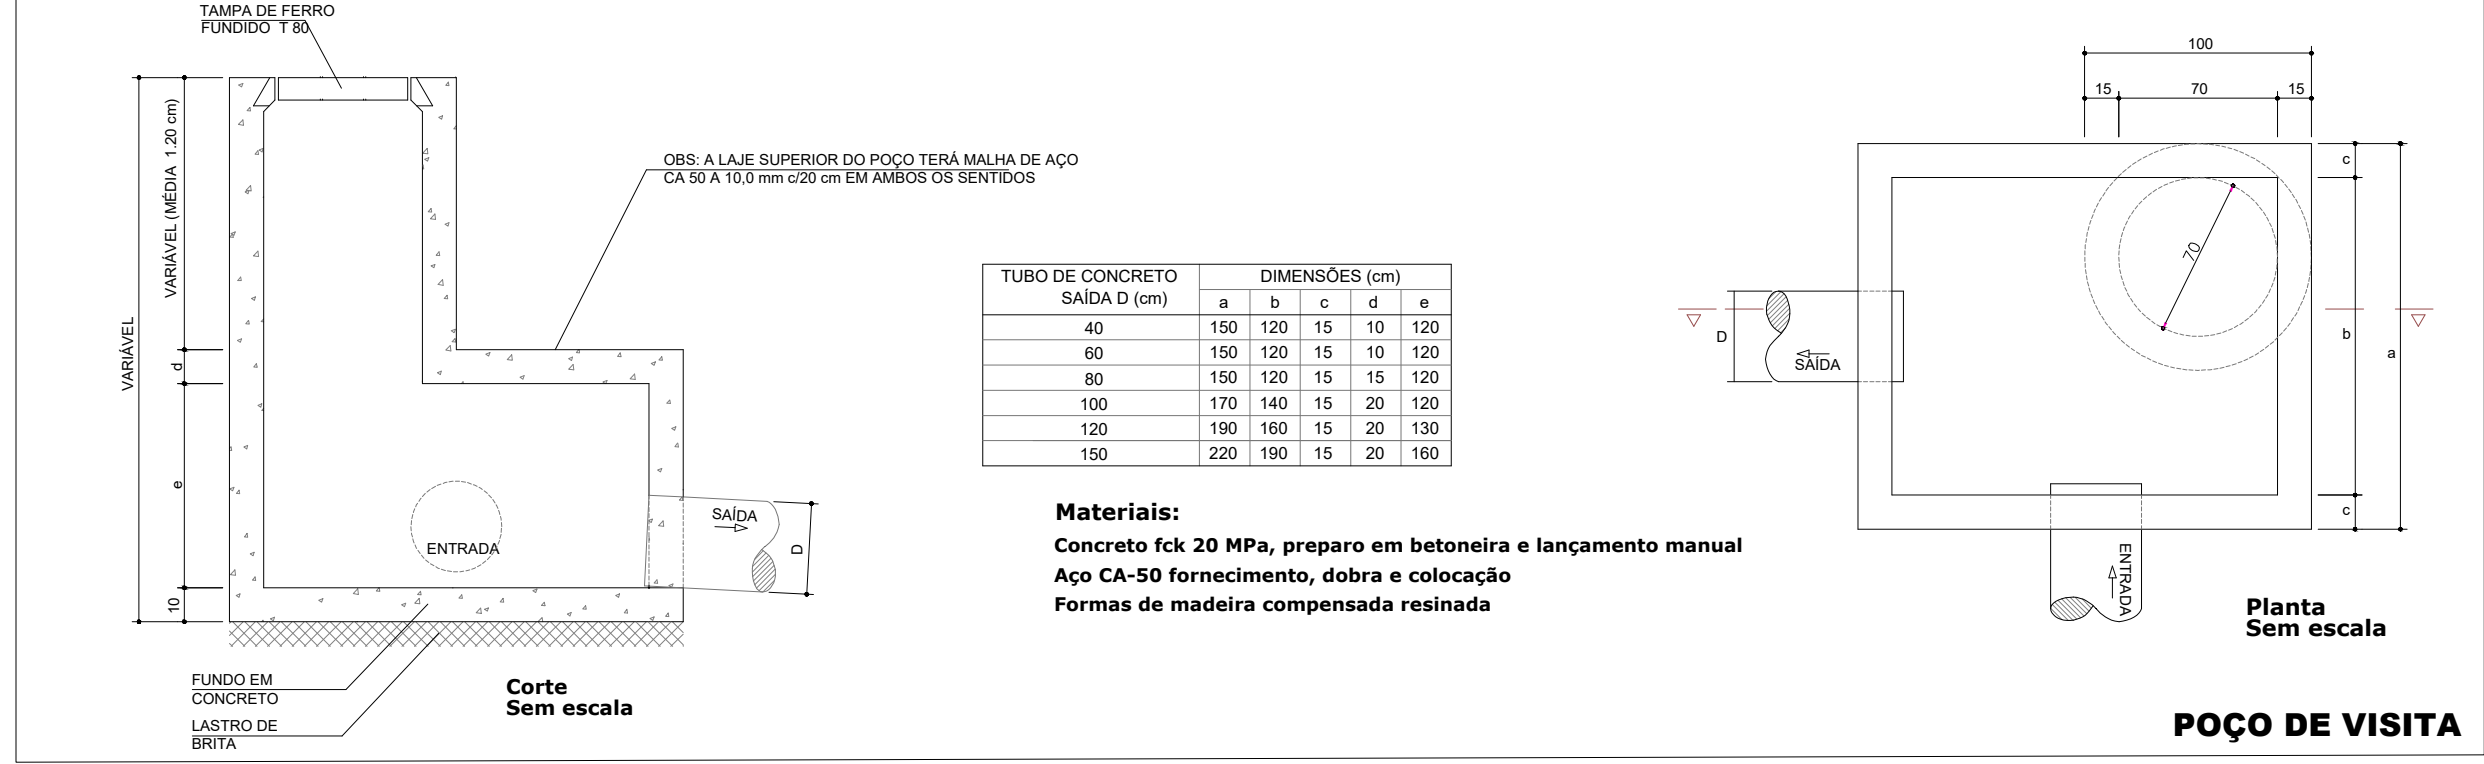 TAMPA DE FERRO
FUNDIDO T 80
VARIÁVEL
VARIÁVEL (MÉDIA 1.20 cm)
d
e
10
ENTRADA
SAÍDA
D
FUNDO EM
CONCRETO
LASTRO DE
BRITA
Corte
Sem escala
OBS: A LAJE SUPERIOR DO POÇO TERÁ MALHA DE AÇO
CA 50 A 10,0 mm c/20 cm EM AMBOS OS SENTIDOS
TUBO DE CONCRETO DIMENSÕES (cm)
SAÍDA D (cm) a b c d e
40 150 120 15 10 120
60 150 120 15 10 120
80 150 120 15 15 120
100 170 140 15 20 120
120 190 160 15 20 130
150 220 190 15 20 160
Materiais:
Concreto fck 20 MPa, preparo em betoneira e lançamento manual
Aço CA-50 fornecimento, dobra e colocação
Formas de madeira compensada resinada
100
15 70 15
c
70
b
a
D
SAÍDA
c
ENTRADA
Planta
Sem escala
POÇO DE VISITA